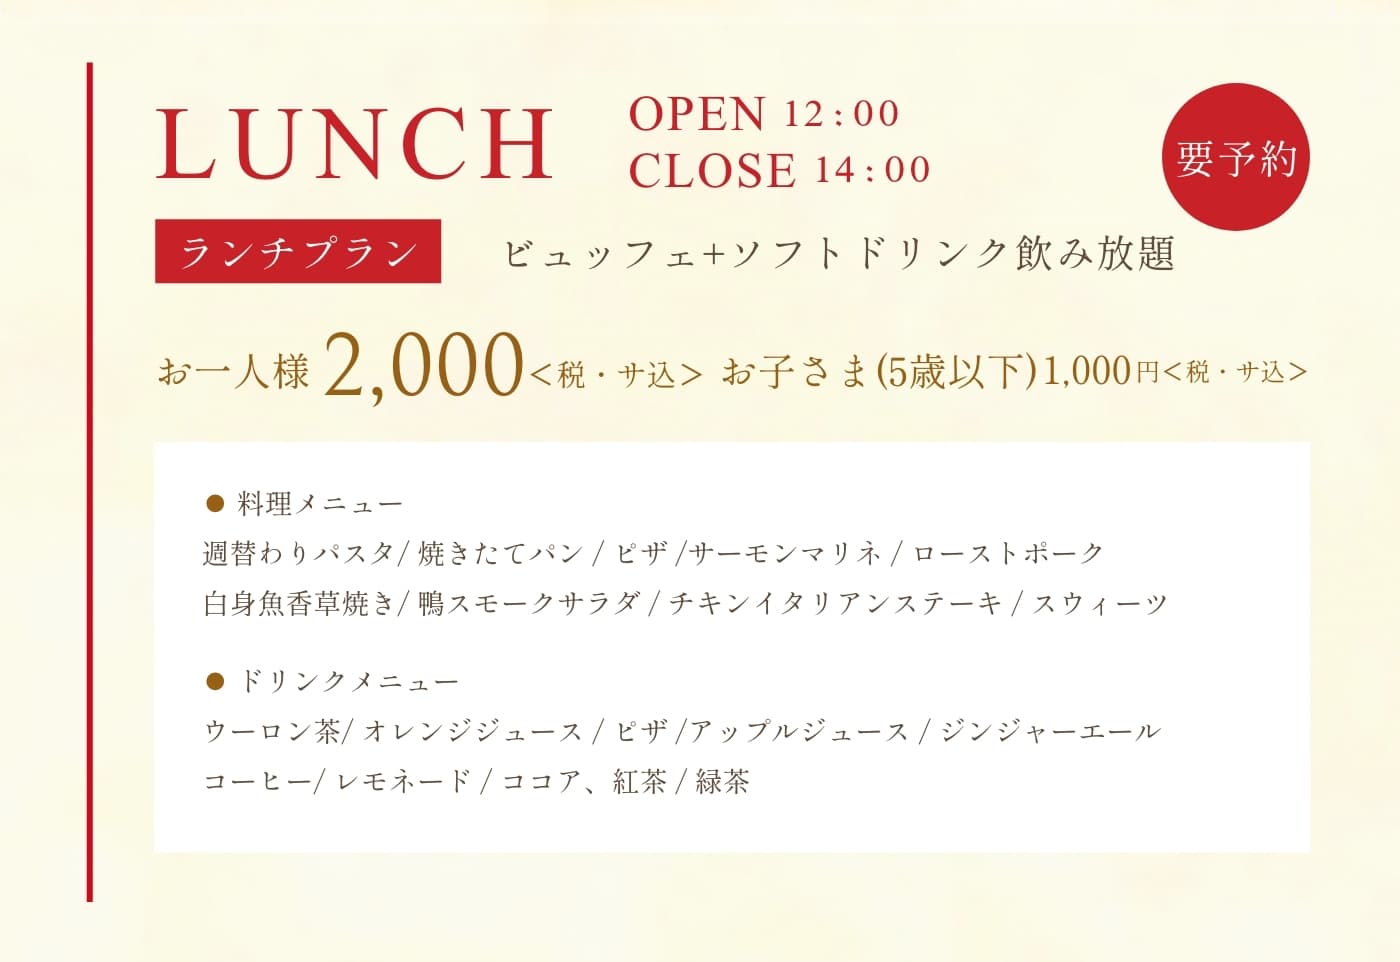 LUNCH
OPEN 12:00
CLOSE 14:00
要予約
ランチプラン
ビュッフェ+ソフトドリンク飲み放題
お一人様 2,000<税・サ込> お子さま(5歳以下)1,000円<税・サ込>
● 料理メニュー
週替わりパスタ/ 焼きたてパン / ピザ /サーモンマリネ / ローストポーク
白身魚香草焼き/ 鴨スモークサラダ / チキンイタリアンステーキ / スウィーツ
● ドリンクメニュー
ウーロン茶/ オレンジジュース / ピザ /アップルジュース / ジンジャーエール
コーヒー/ レモネード / ココア、紅茶 / 緑茶